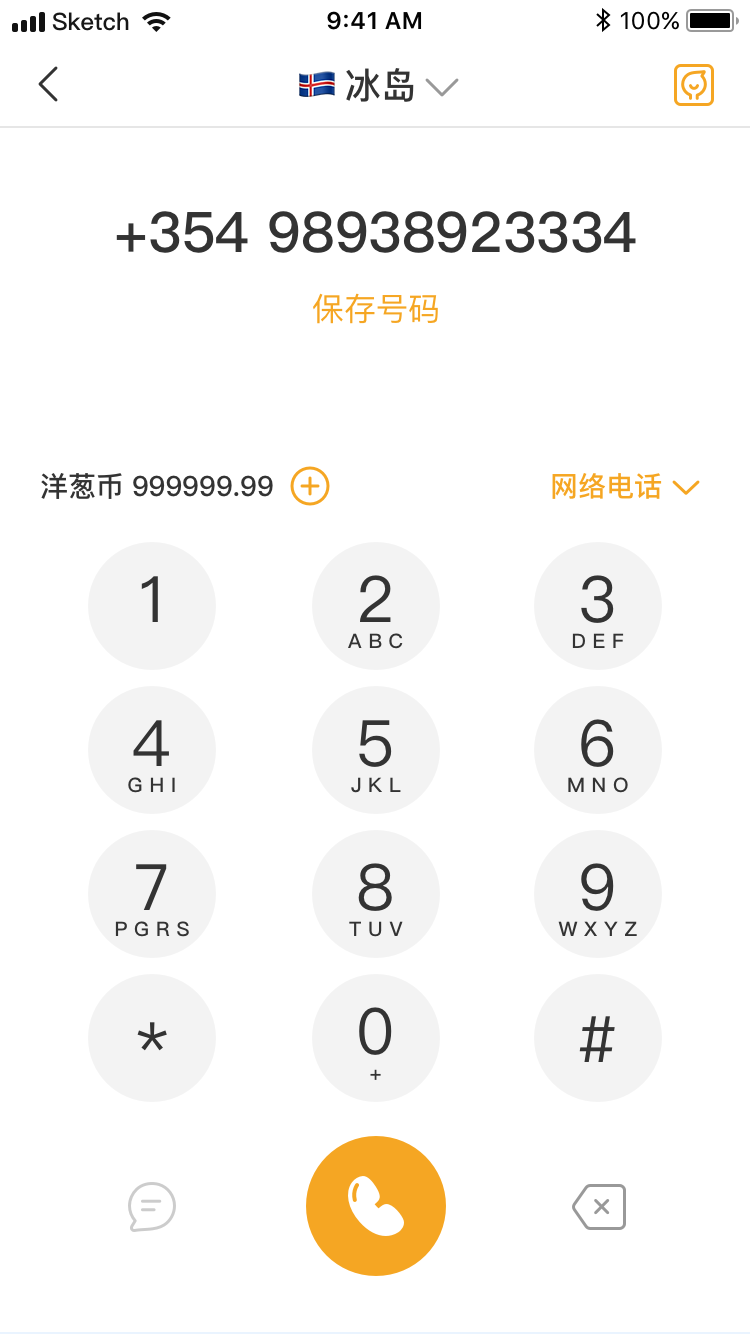 Sketch 9:41 AM 100%
🇮🇸 冰岛
+354 98938923334
保存号码
洋葱币 999999.99 网络电话
1 2 3
ABC DEF
4 5 6
GHI JKL MNO
7 8 9
PGRS TUV WXYZ
* 0 #
+